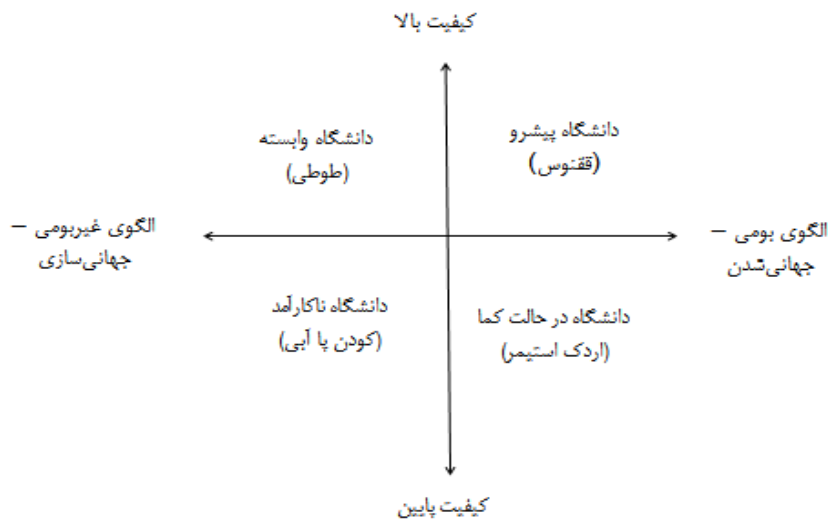 کیفیت بالا
دانشگاه پیشرو
(ققنوس)
دانشگاه وابسته
(طوطی)
الگوی بومی –
جهانی‌شدن
الگوی غیربومی –
جهانی‌سازی
دانشگاه در حالت کما
(اردک استیمر)
دانشگاه ناکارآمد
(کودن پا آبی)
کیفیت پایین